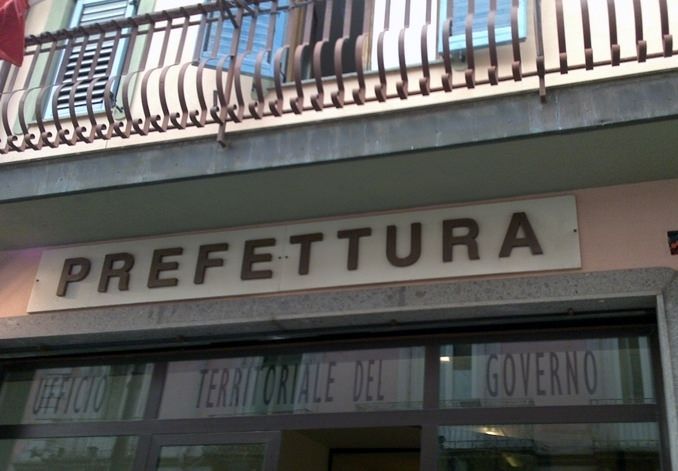 PREFETTURA
UFFICIO TERRITORIALE DEL GOVERNO